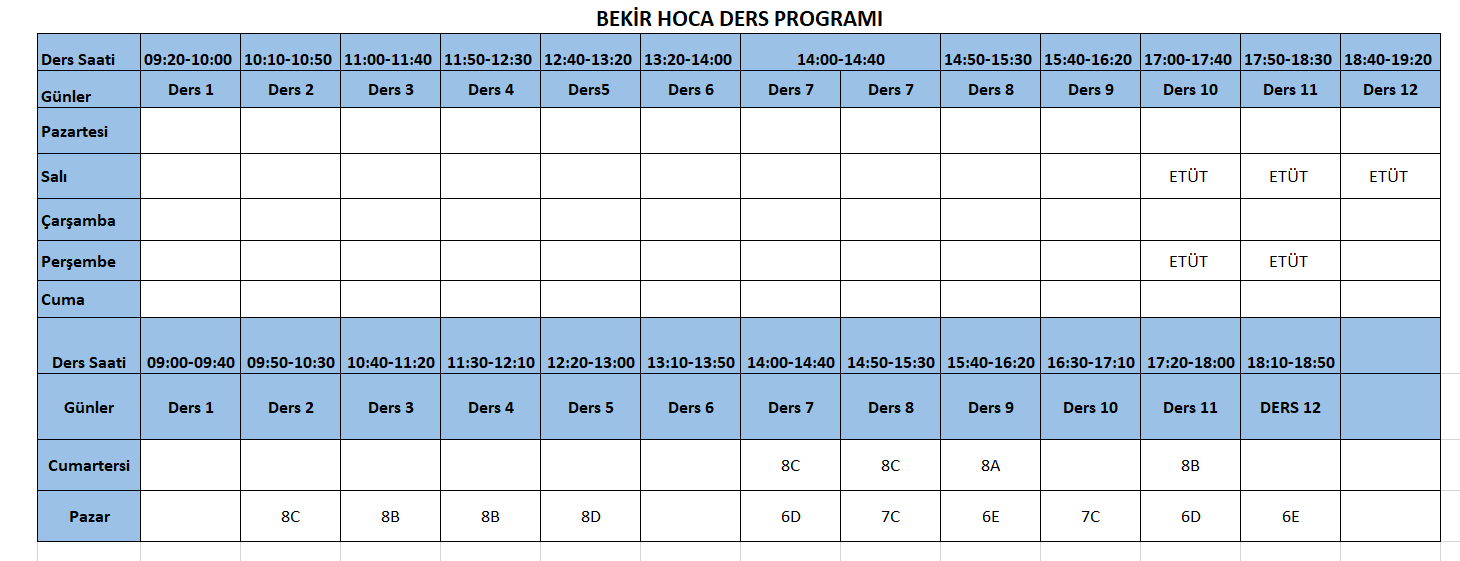 BEKİR HOCA DERS PROGRAMI
Ders Saati 09:20-10:00 10:10-10:50 11:00-11:40 11:50-12:30 12:40-13:20 13:20-14:00 14:00-14:40 14:50-15:30 15:40-16:20 17:00-17:40 17:50-18:30 18:40-19:20
Günler Ders 1 Ders 2 Ders 3 Ders 4 Ders5 Ders 6 Ders 7 Ders 7 Ders 8 Ders 9 Ders 10 Ders 11 Ders 12
Pazartesi
Salı ETÜT ETÜT ETÜT
Çarşamba
Perşembe ETÜT ETÜT
Cuma
Ders Saati 09:00-09:40 09:50-10:30 10:40-11:20 11:30-12:10 12:20-13:00 13:10-13:50 14:00-14:40 14:50-15:30 15:40-16:20 16:30-17:10 17:20-18:00 18:10-18:50
Günler Ders 1 Ders 2 Ders 3 Ders 4 Ders 5 Ders 6 Ders 7 Ders 8 Ders 9 Ders 10 Ders 11 DERS 12
Cumartersi 8C 8C 8A 8B
Pazar 8C 8B 8B 8D 6D 7C 6E 7C 6D 6E